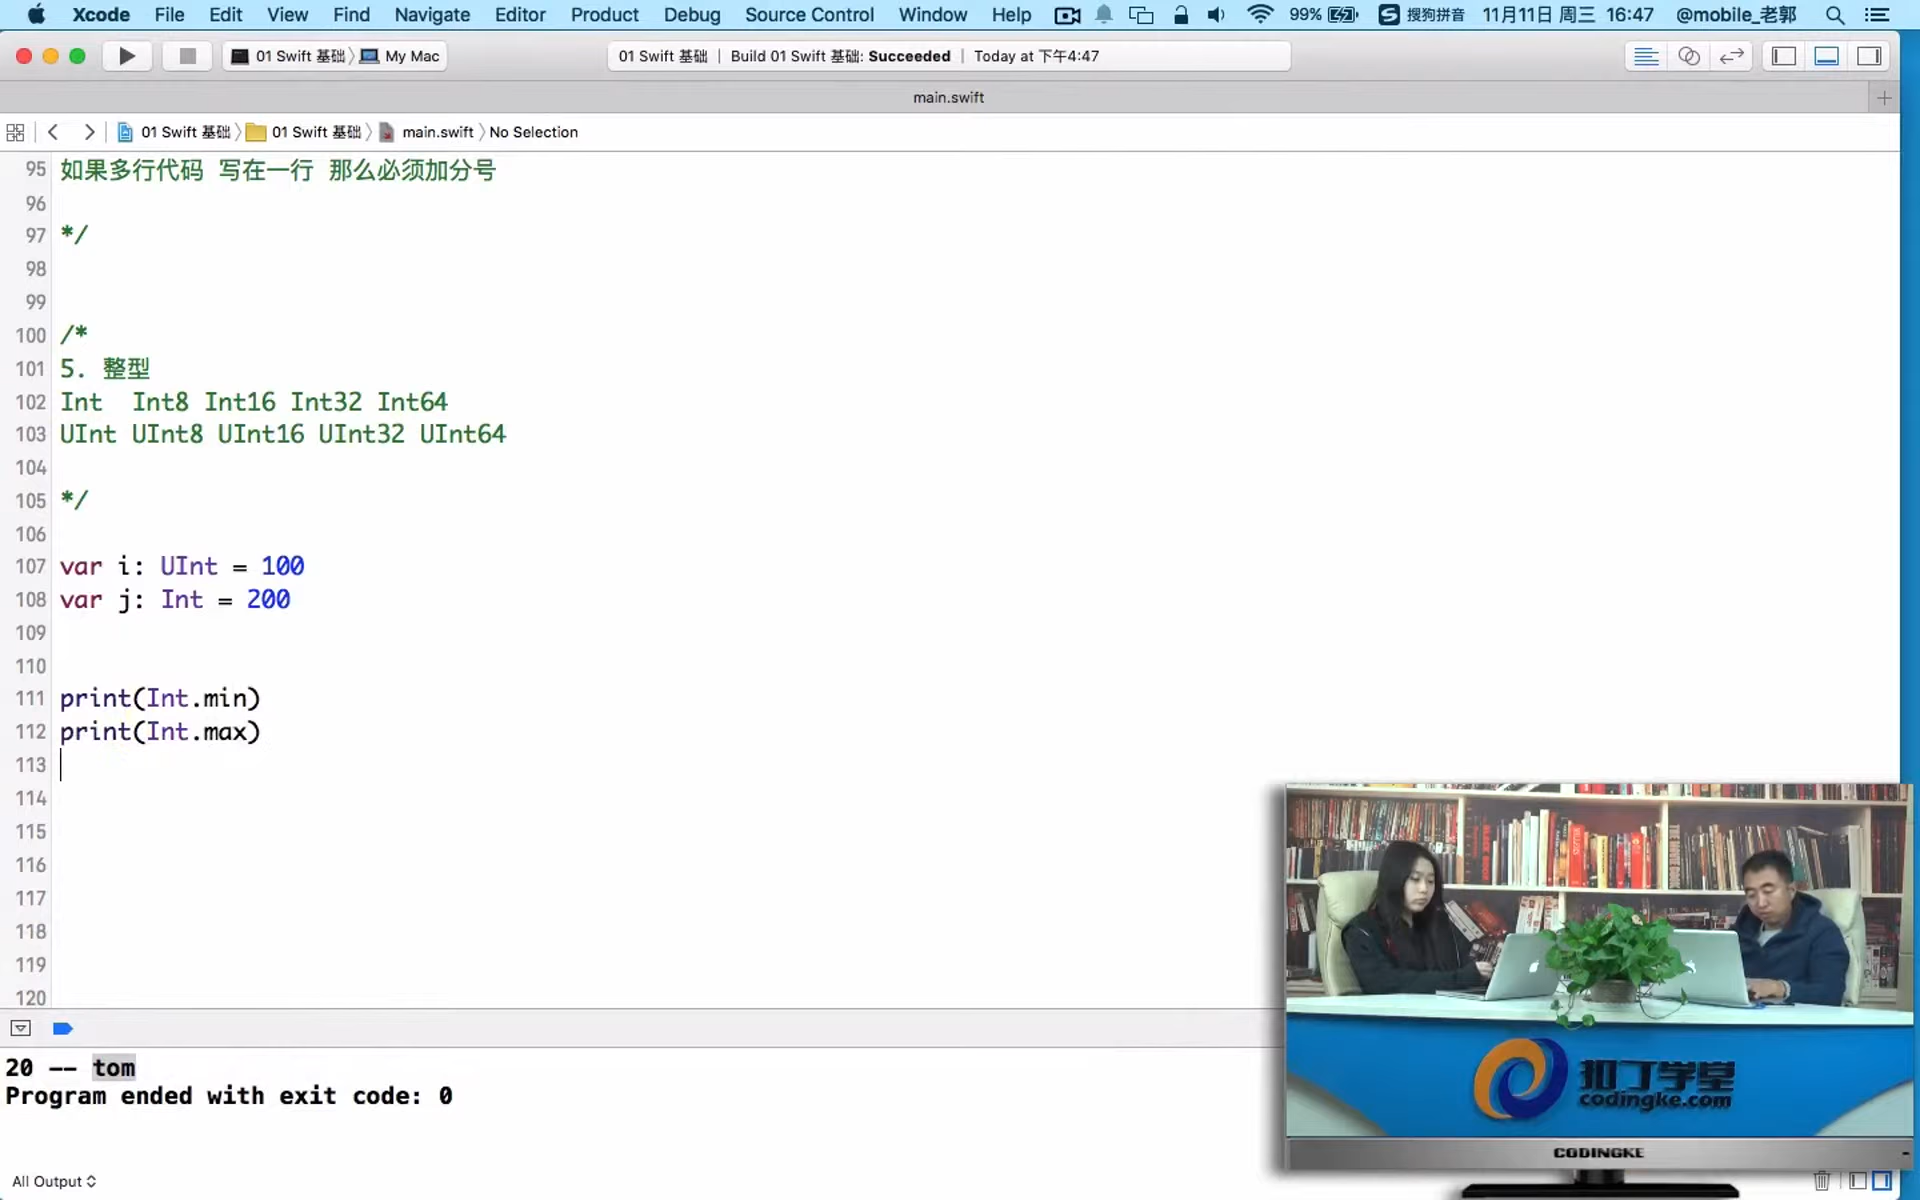 Xcode File Edit View Find Navigate Editor Product Debug Source Control Window Help 99% 搜狗拼音 11月11日 周三 16:47 @mobile_老郭
01 Swift 基础 My Mac
01 Swift 基础 | Build 01 Swift 基础: Succeeded | Today at 下午4:47
main.swift
01 Swift 基础 01 Swift 基础 main.swift No Selection
95 如果多行代码 写在一行 那么必须加分号
96
97 */
98
99
100 /*
101 5. 整型
102 Int  Int8 Int16 Int32 Int64
103 UInt UInt8 UInt16 UInt32 UInt64
104
105 */
106
107 var i: UInt = 100
108 var j: Int = 200
109
110
111 print(Int.min)
112 print(Int.max)
113
114
115
116
117
118
119
120
20 -- tom
Program ended with exit code: 0
All Output
扣丁学堂
codingke.com
CODINGKE